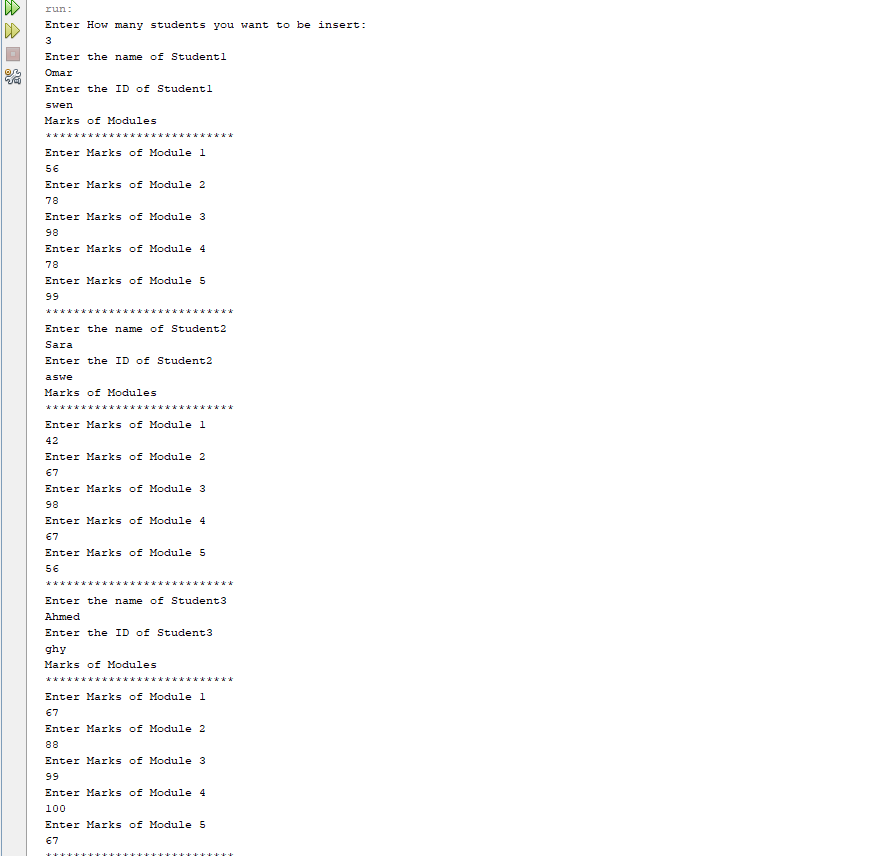 run:
Enter How many students you want to be insert:
3
Enter the name of Student1
Omar
Enter the ID of Student1
swen
Marks of Modules
***************************
Enter Marks of Module 1
56
Enter Marks of Module 2
78
Enter Marks of Module 3
98
Enter Marks of Module 4
78
Enter Marks of Module 5
99
***************************
Enter the name of Student2
Sara
Enter the ID of Student2
aswe
Marks of Modules
***************************
Enter Marks of Module 1
42
Enter Marks of Module 2
67
Enter Marks of Module 3
98
Enter Marks of Module 4
67
Enter Marks of Module 5
56
***************************
Enter the name of Student3
Ahmed
Enter the ID of Student3
ghy
Marks of Modules
***************************
Enter Marks of Module 1
67
Enter Marks of Module 2
88
Enter Marks of Module 3
99
Enter Marks of Module 4
100
Enter Marks of Module 5
67
***************************